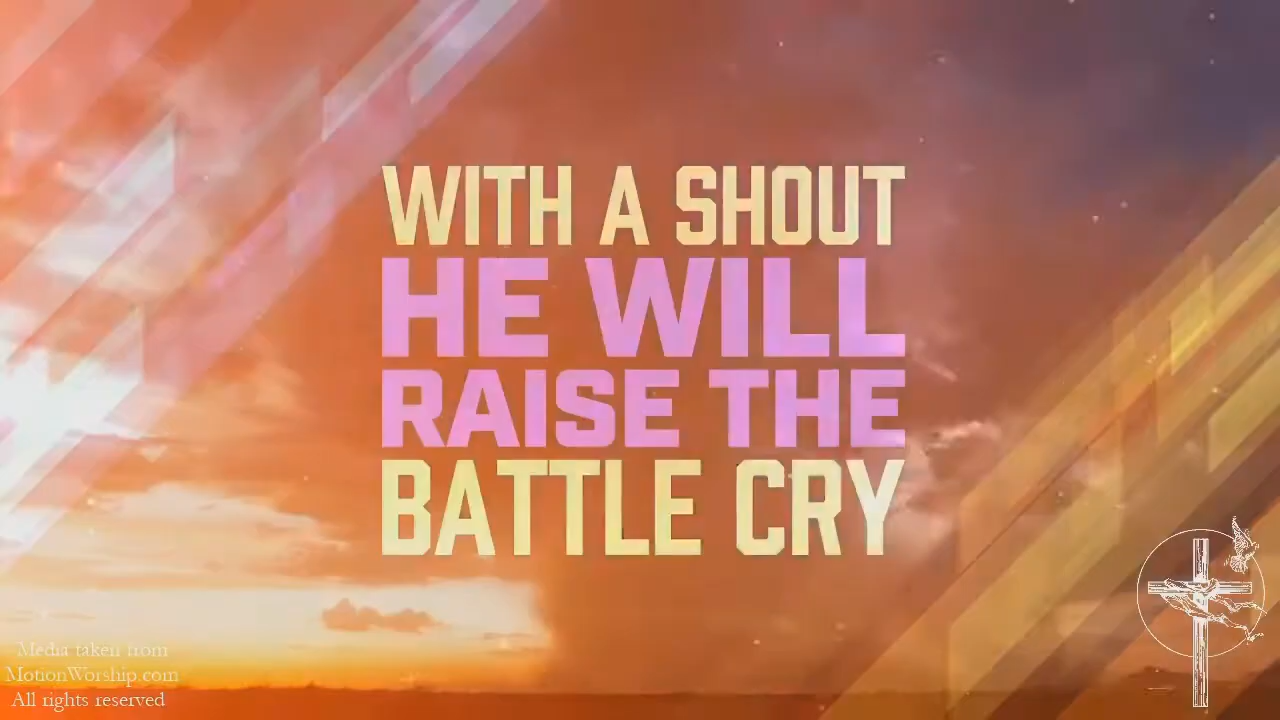 WITH A SHOUT
HE WILL
RAISE THE
BATTLE CRY
Media taken from
MotionWorship.com
All rights reserved